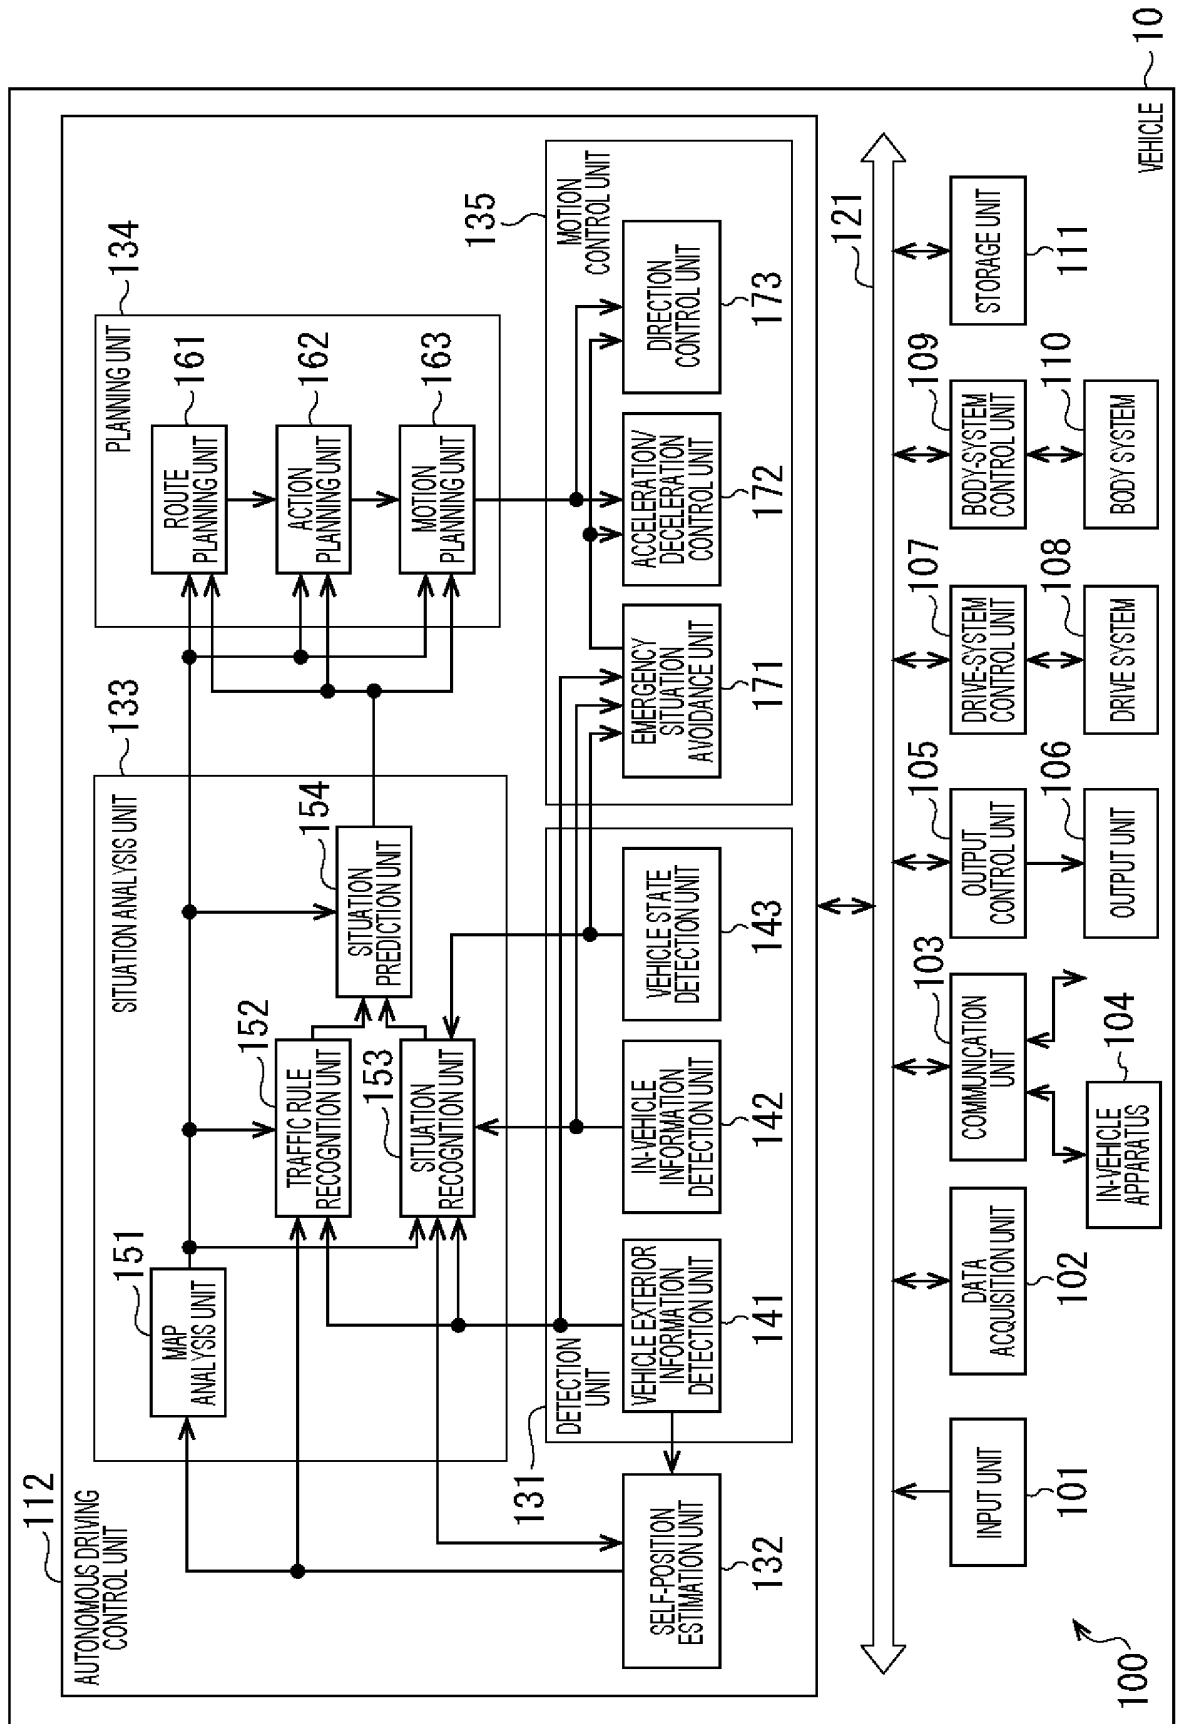 10
VEHICLE
112
AUTONOMOUS DRIVING
CONTROL UNIT
133
SITUATION ANALYSIS UNIT
151
MAP
ANALYSIS UNIT
152
TRAFFIC RULE
RECOGNITION UNIT
153
SITUATION
RECOGNITION UNIT
154
SITUATION
PREDICTION UNIT
134
PLANNING UNIT
161
ROUTE
PLANNING UNIT
162
ACTION
PLANNING UNIT
163
MOTION
PLANNING UNIT
132
SELF-POSITION
ESTIMATION UNIT
131
DETECTION
UNIT
VEHICLE EXTERIOR
INFORMATION
DETECTION UNIT
141
IN-VEHICLE
INFORMATION
DETECTION UNIT
142
VEHICLE STATE
DETECTION UNIT
143
135
MOTION
CONTROL UNIT
EMERGENCY
SITUATION
AVOIDANCE UNIT
171
ACCELERATION/
DECELERATION
CONTROL UNIT
172
DIRECTION
CONTROL UNIT
173
121
INPUT UNIT
101
DATA
ACQUISITION UNIT
102
103
COMMUNICATION
UNIT
104
IN-VEHICLE
APPARATUS
105
OUTPUT
CONTROL UNIT
106
OUTPUT UNIT
107
DRIVE-SYSTEM
CONTROL UNIT
108
DRIVE SYSTEM
109
BODY-SYSTEM
CONTROL UNIT
110
BODY SYSTEM
STORAGE UNIT
111
100